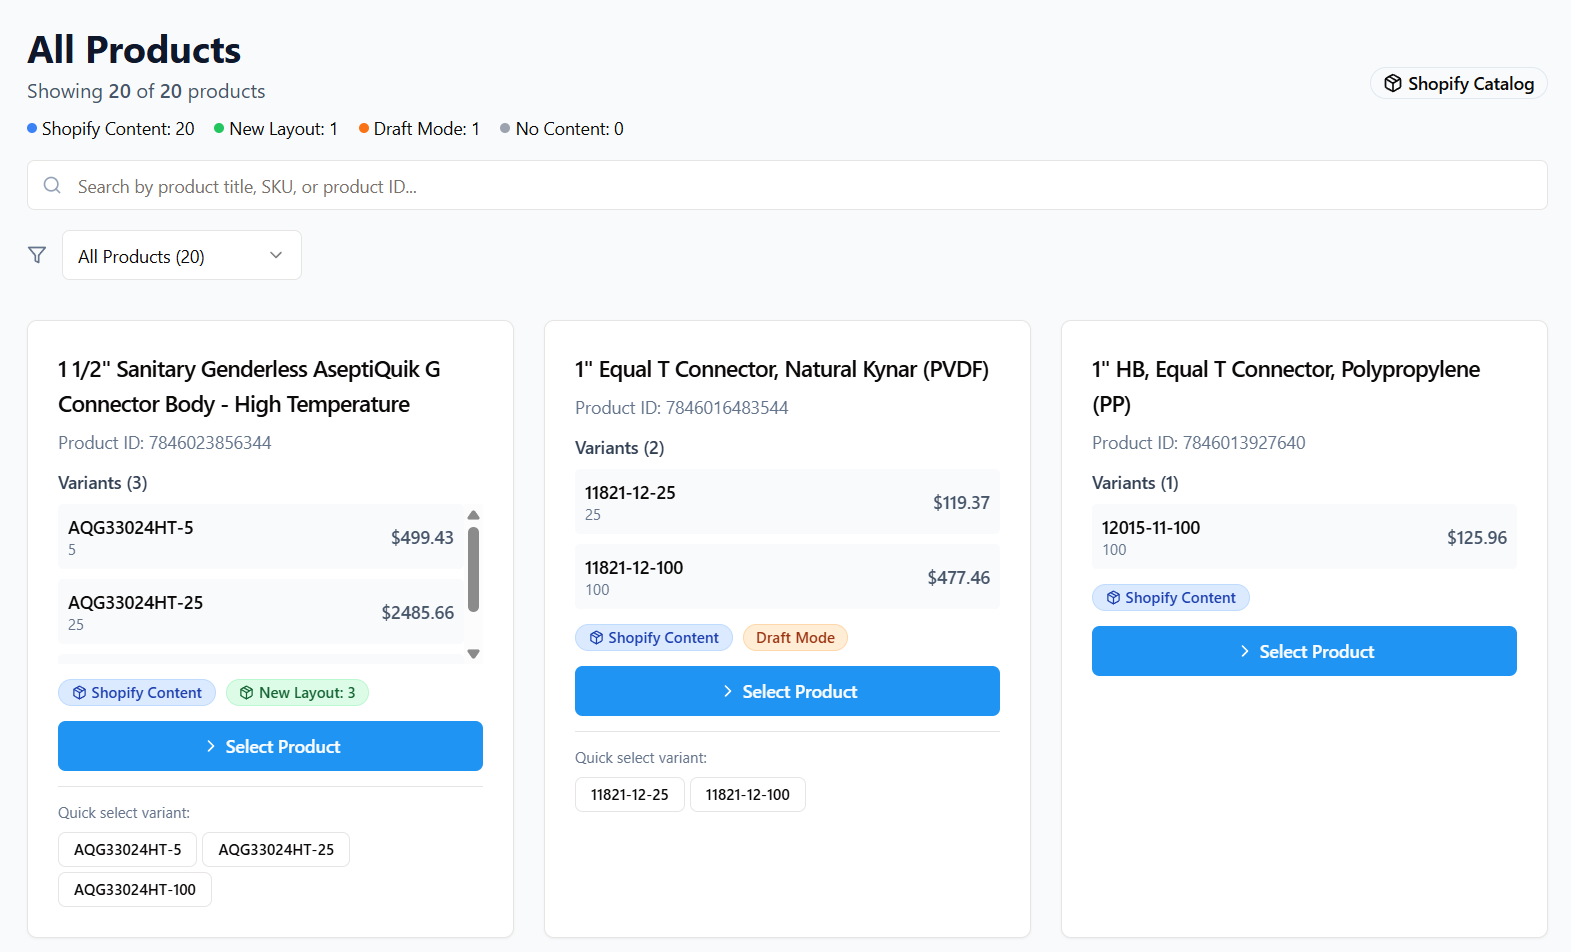 All Products
Showing 20 of 20 products
Shopify Catalog
Shopify Content: 20 New Layout: 1 Draft Mode: 1 No Content: 0
Search by product title, SKU, or product ID...
All Products (20)
1 1/2" Sanitary Genderless AseptiQuik G
Connector Body - High Temperature
Product ID: 7846023856344
Variants (3)
AQG33024HT-5
5
$499.43
AQG33024HT-25
25
$2485.66
Shopify Content
New Layout: 3
Select Product
Quick select variant:
AQG33024HT-5
AQG33024HT-25
AQG33024HT-100
1" Equal T Connector, Natural Kynar (PVDF)
Product ID: 7846016483544
Variants (2)
11821-12-25
25
$119.37
11821-12-100
100
$477.46
Shopify Content
Draft Mode
Select Product
Quick select variant:
11821-12-25
11821-12-100
1" HB, Equal T Connector, Polypropylene
(PP)
Product ID: 7846013927640
Variants (1)
12015-11-100
100
$125.96
Shopify Content
Select Product